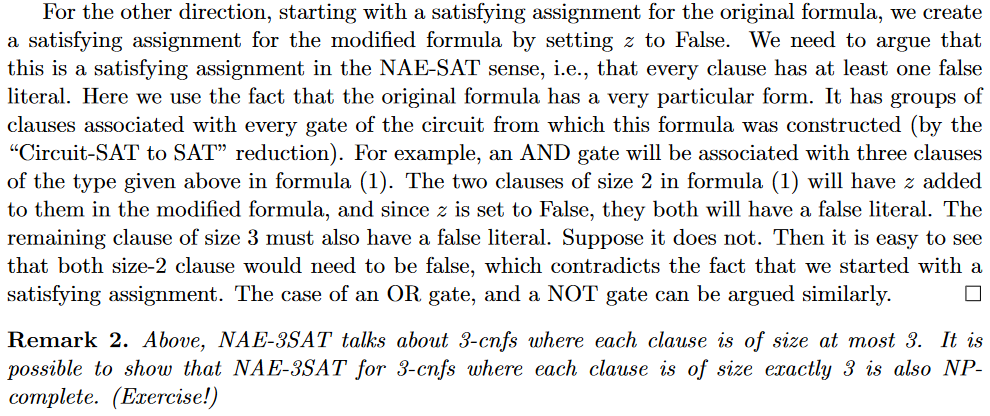 For the other direction, starting with a satisfying assignment for the original formula, we create
a satisfying assignment for the modified formula by setting z to False. We need to argue that
this is a satisfying assignment in the NAE-SAT sense, i.e., that every clause has at least one false
literal. Here we use the fact that the original formula has a very particular form. It has groups of
clauses associated with every gate of the circuit from which this formula was constructed (by the
“Circuit-SAT to SAT” reduction). For example, an AND gate will be associated with three clauses
of the type given above in formula (1). The two clauses of size 2 in formula (1) will have z added
to them in the modified formula, and since z is set to False, they both will have a false literal. The
remaining clause of size 3 must also have a false literal. Suppose it does not. Then it is easy to see
that both size-2 clause would need to be false, which contradicts the fact that we started with a
satisfying assignment. The case of an OR gate, and a NOT gate can be argued similarly. □
Remark 2. Above, NAE-3SAT talks about 3-cnfs where each clause is of size at most 3. It is
possible to show that NAE-3SAT for 3-cnfs where each clause is of size exactly 3 is also NP-
complete. (Exercise!)